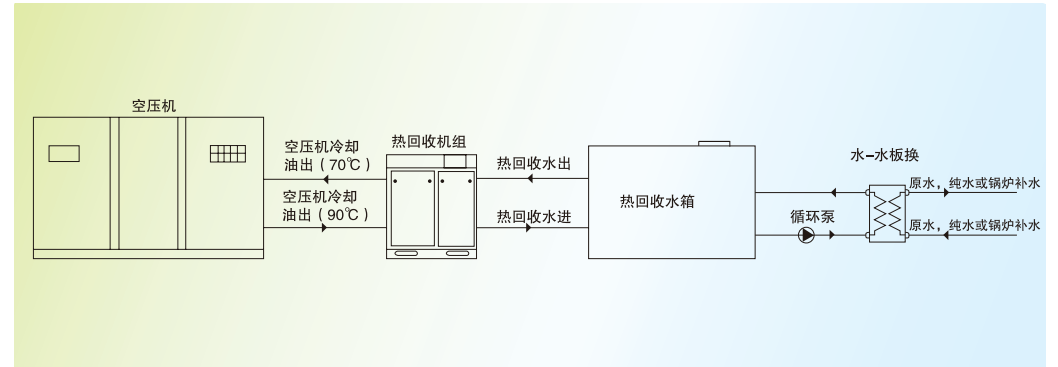 空压机
空压机冷却
油出（70℃）
空压机冷却
油出（90℃）
热回收机组
热回收水出
热回收水进
热回收水箱
循环泵
水-水板换
原水，纯水或锅炉补水
原水，纯水或锅炉补水